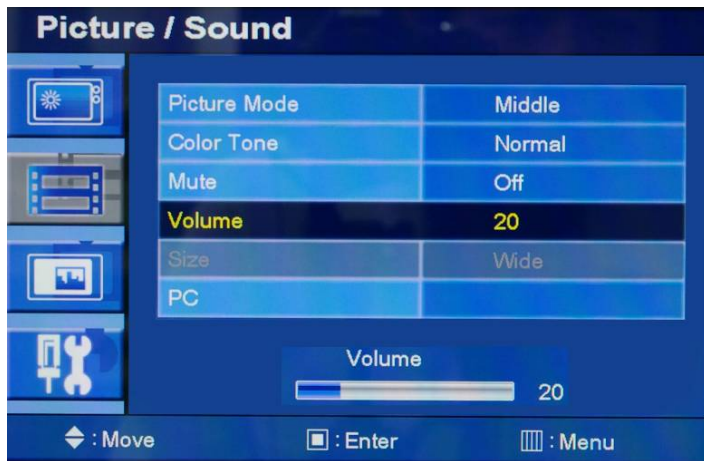 Picture / Sound
Picture Mode Middle
Color Tone Normal
Mute Off
Volume 20
Size Wide
PC
Volume
20
: Move : Enter : Menu